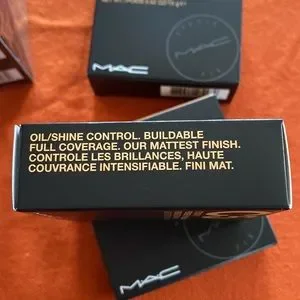 MAC
OIL/SHINE CONTROL. BUILDABLE
FULL COVERAGE. OUR MATTEST FINISH.
CONTROLE LES BRILLANCES, HAUTE
COUVRANCE INTENSIFIABLE. FINI MAT.
MAC